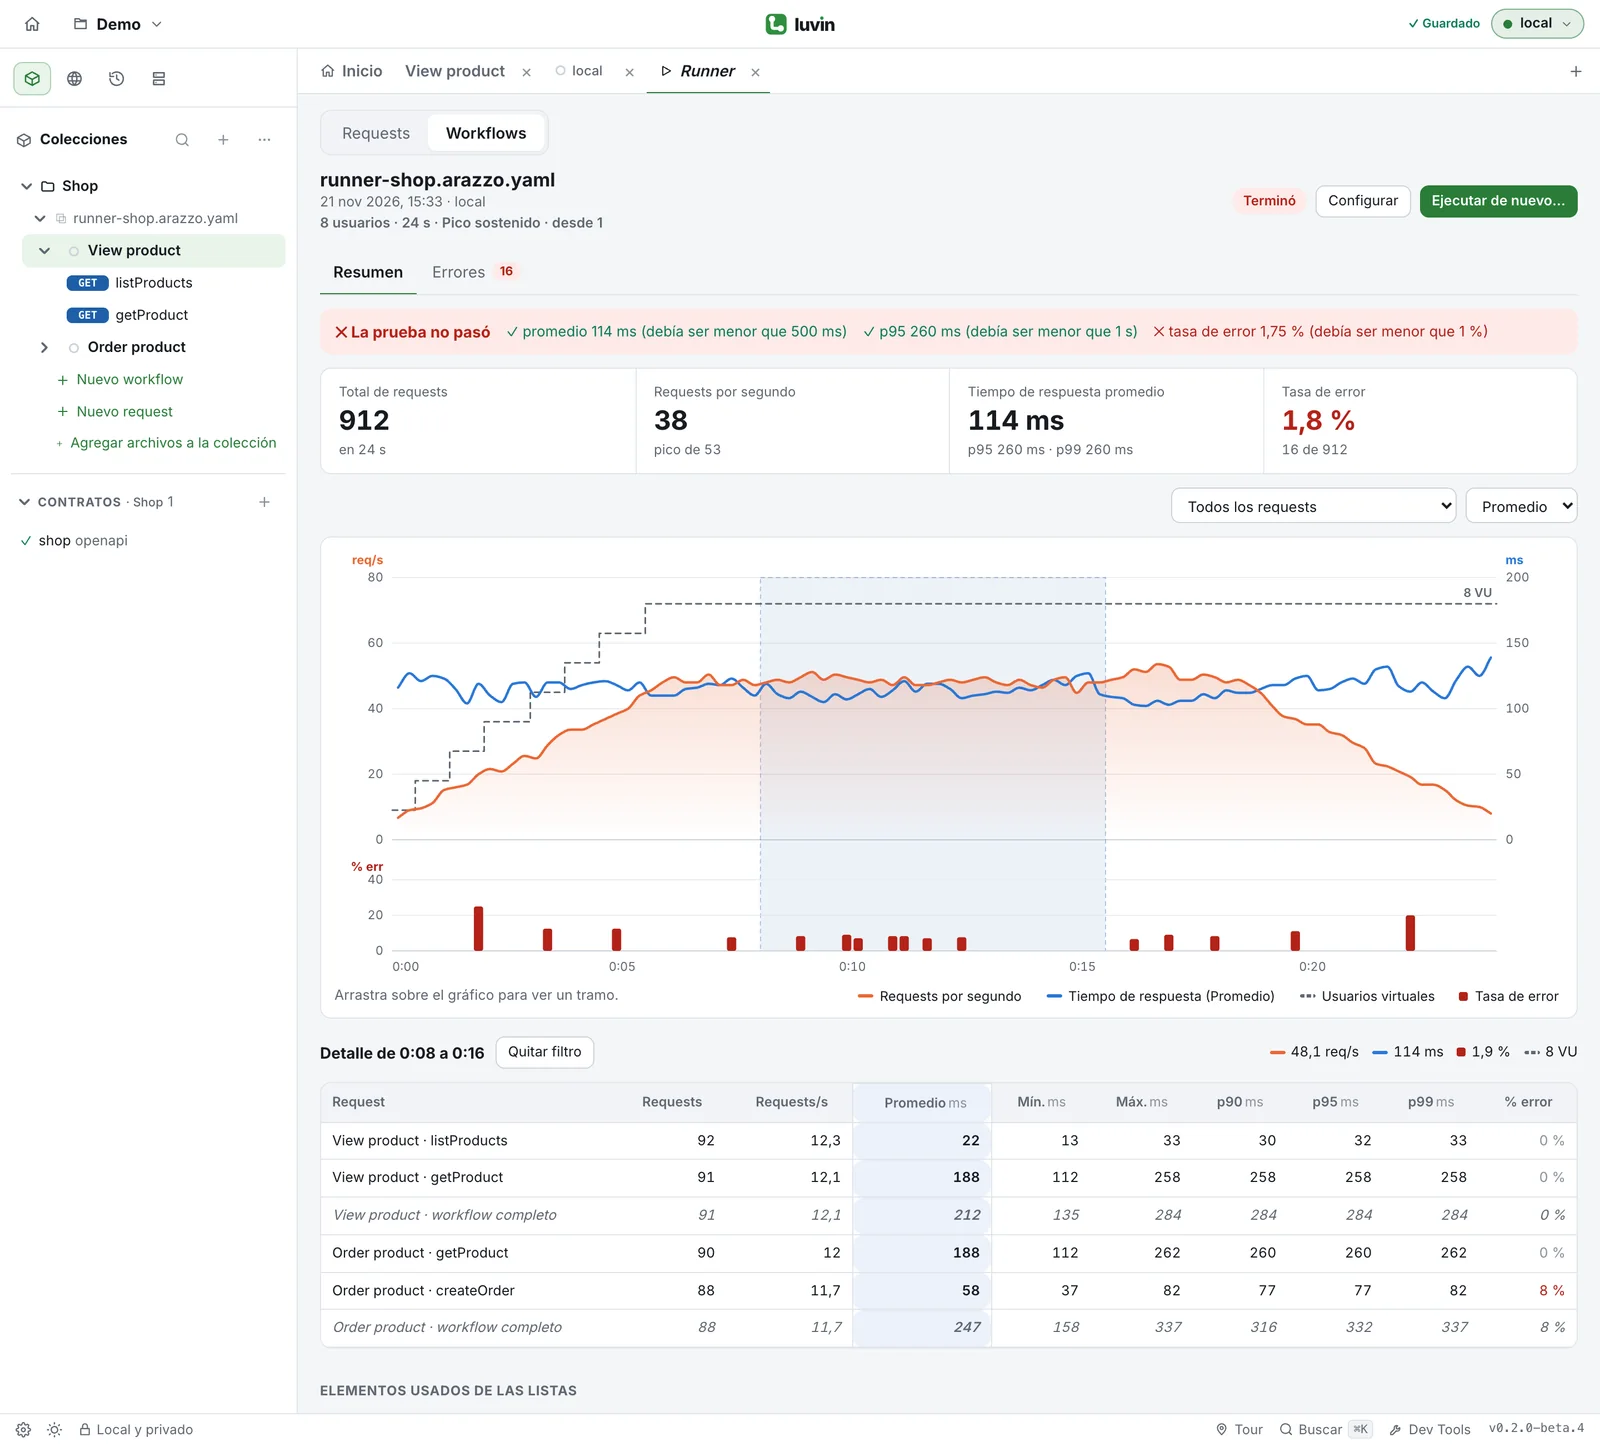 Demo
luvin
Guardado
local
Inicio
View product
local
Runner
Colecciones
Shop
runner-shop.arazzo.yaml
View product
GET listProducts
GET getProduct
Order product
+ Nuevo workflow
+ Nuevo request
+ Agregar archivos a la colección
CONTRATOS · Shop 1
shop openapi
Requests
Workflows
runner-shop.arazzo.yaml
21 nov 2026, 15:33 · local
8 usuarios · 24 s · Pico sostenido · desde 1
Terminó
Configurar
Ejecutar de nuevo...
Resumen
Errores 16
La prueba no pasó ✓ promedio 114 ms (debía ser menor que 500 ms) ✓ p95 260 ms (debía ser menor que 1 s) ✕ tasa de error 1,75 % (debía ser menor que 1 %)
Total de requests
912
en 24 s
Requests por segundo
38
pico de 53
Tiempo de respuesta promedio
114 ms
p95 260 ms · p99 260 ms
Tasa de error
1,8 %
16 de 912
Todos los requests
Promedio
req/s
80
60
40
20
0
ms
200
150
100
50
0
8 VU
% err
40
20
0
0:00 0:05 0:10 0:15 0:20
Arrastra sobre el gráfico para ver un tramo.
Requests por segundo
Tiempo de respuesta (Promedio)
Usuarios virtuales
Tasa de error
Detalle de 0:08 a 0:16
Quitar filtro
48,1 req/s 114 ms 1,9 % 8 VU
Request Requests Requests/s Promedio ms Mín. ms Máx. ms p90 ms p95 ms p99 ms % error
View product · listProducts 92 12,3 22 13 33 30 32 33 0 %
View product · getProduct 91 12,1 188 112 258 258 258 258 0 %
View product · workflow completo 91 12,1 212 135 284 284 284 284 0 %
Order product · getProduct 90 12 188 112 262 260 260 262 0 %
Order product · createOrder 88 11,7 58 37 82 77 77 82 8 %
Order product · workflow completo 88 11,7 247 158 337 316 332 337 8 %
ELEMENTOS USADOS DE LAS LISTAS
Local y privado
Tour
Buscar ⌘K
Dev Tools
v0.2.0-beta.4